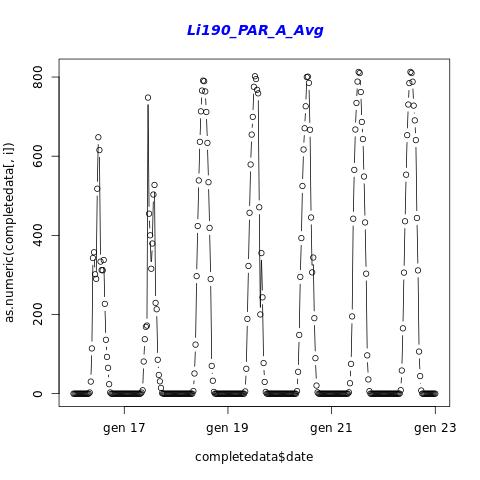 Li190_PAR_A_Avg
as.numeric(completedata[, i])
800
600
400
200
0
gen 17 gen 19 gen 21 gen 23
completedata$date